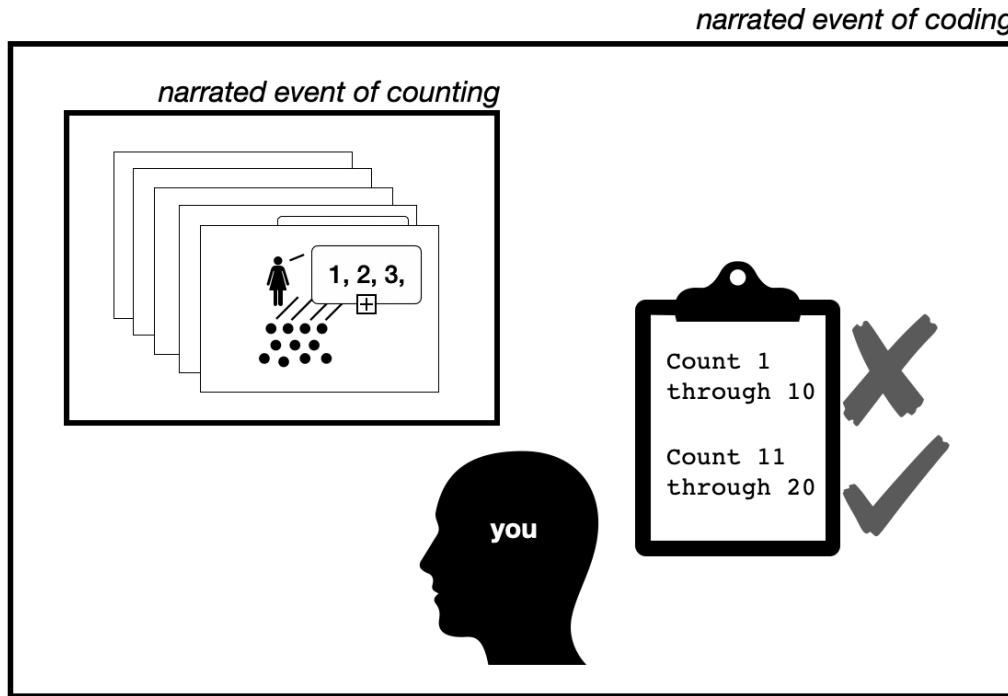 narrated event of coding
narrated event of counting
1, 2, 3,
Count 1
through 10
Count 11
through 20
you